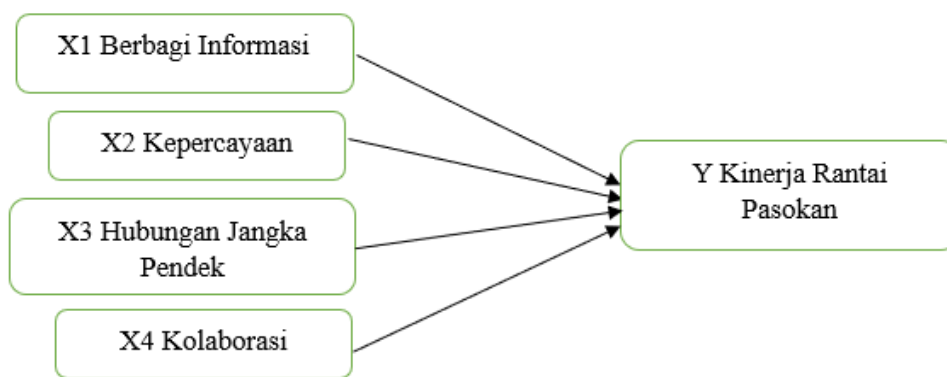 X1 Berbagi Informasi
X2 Kepercayaan
X3 Hubungan Jangka
Pendek
X4 Kolaborasi
Y Kinerja Rantai
Pasokan